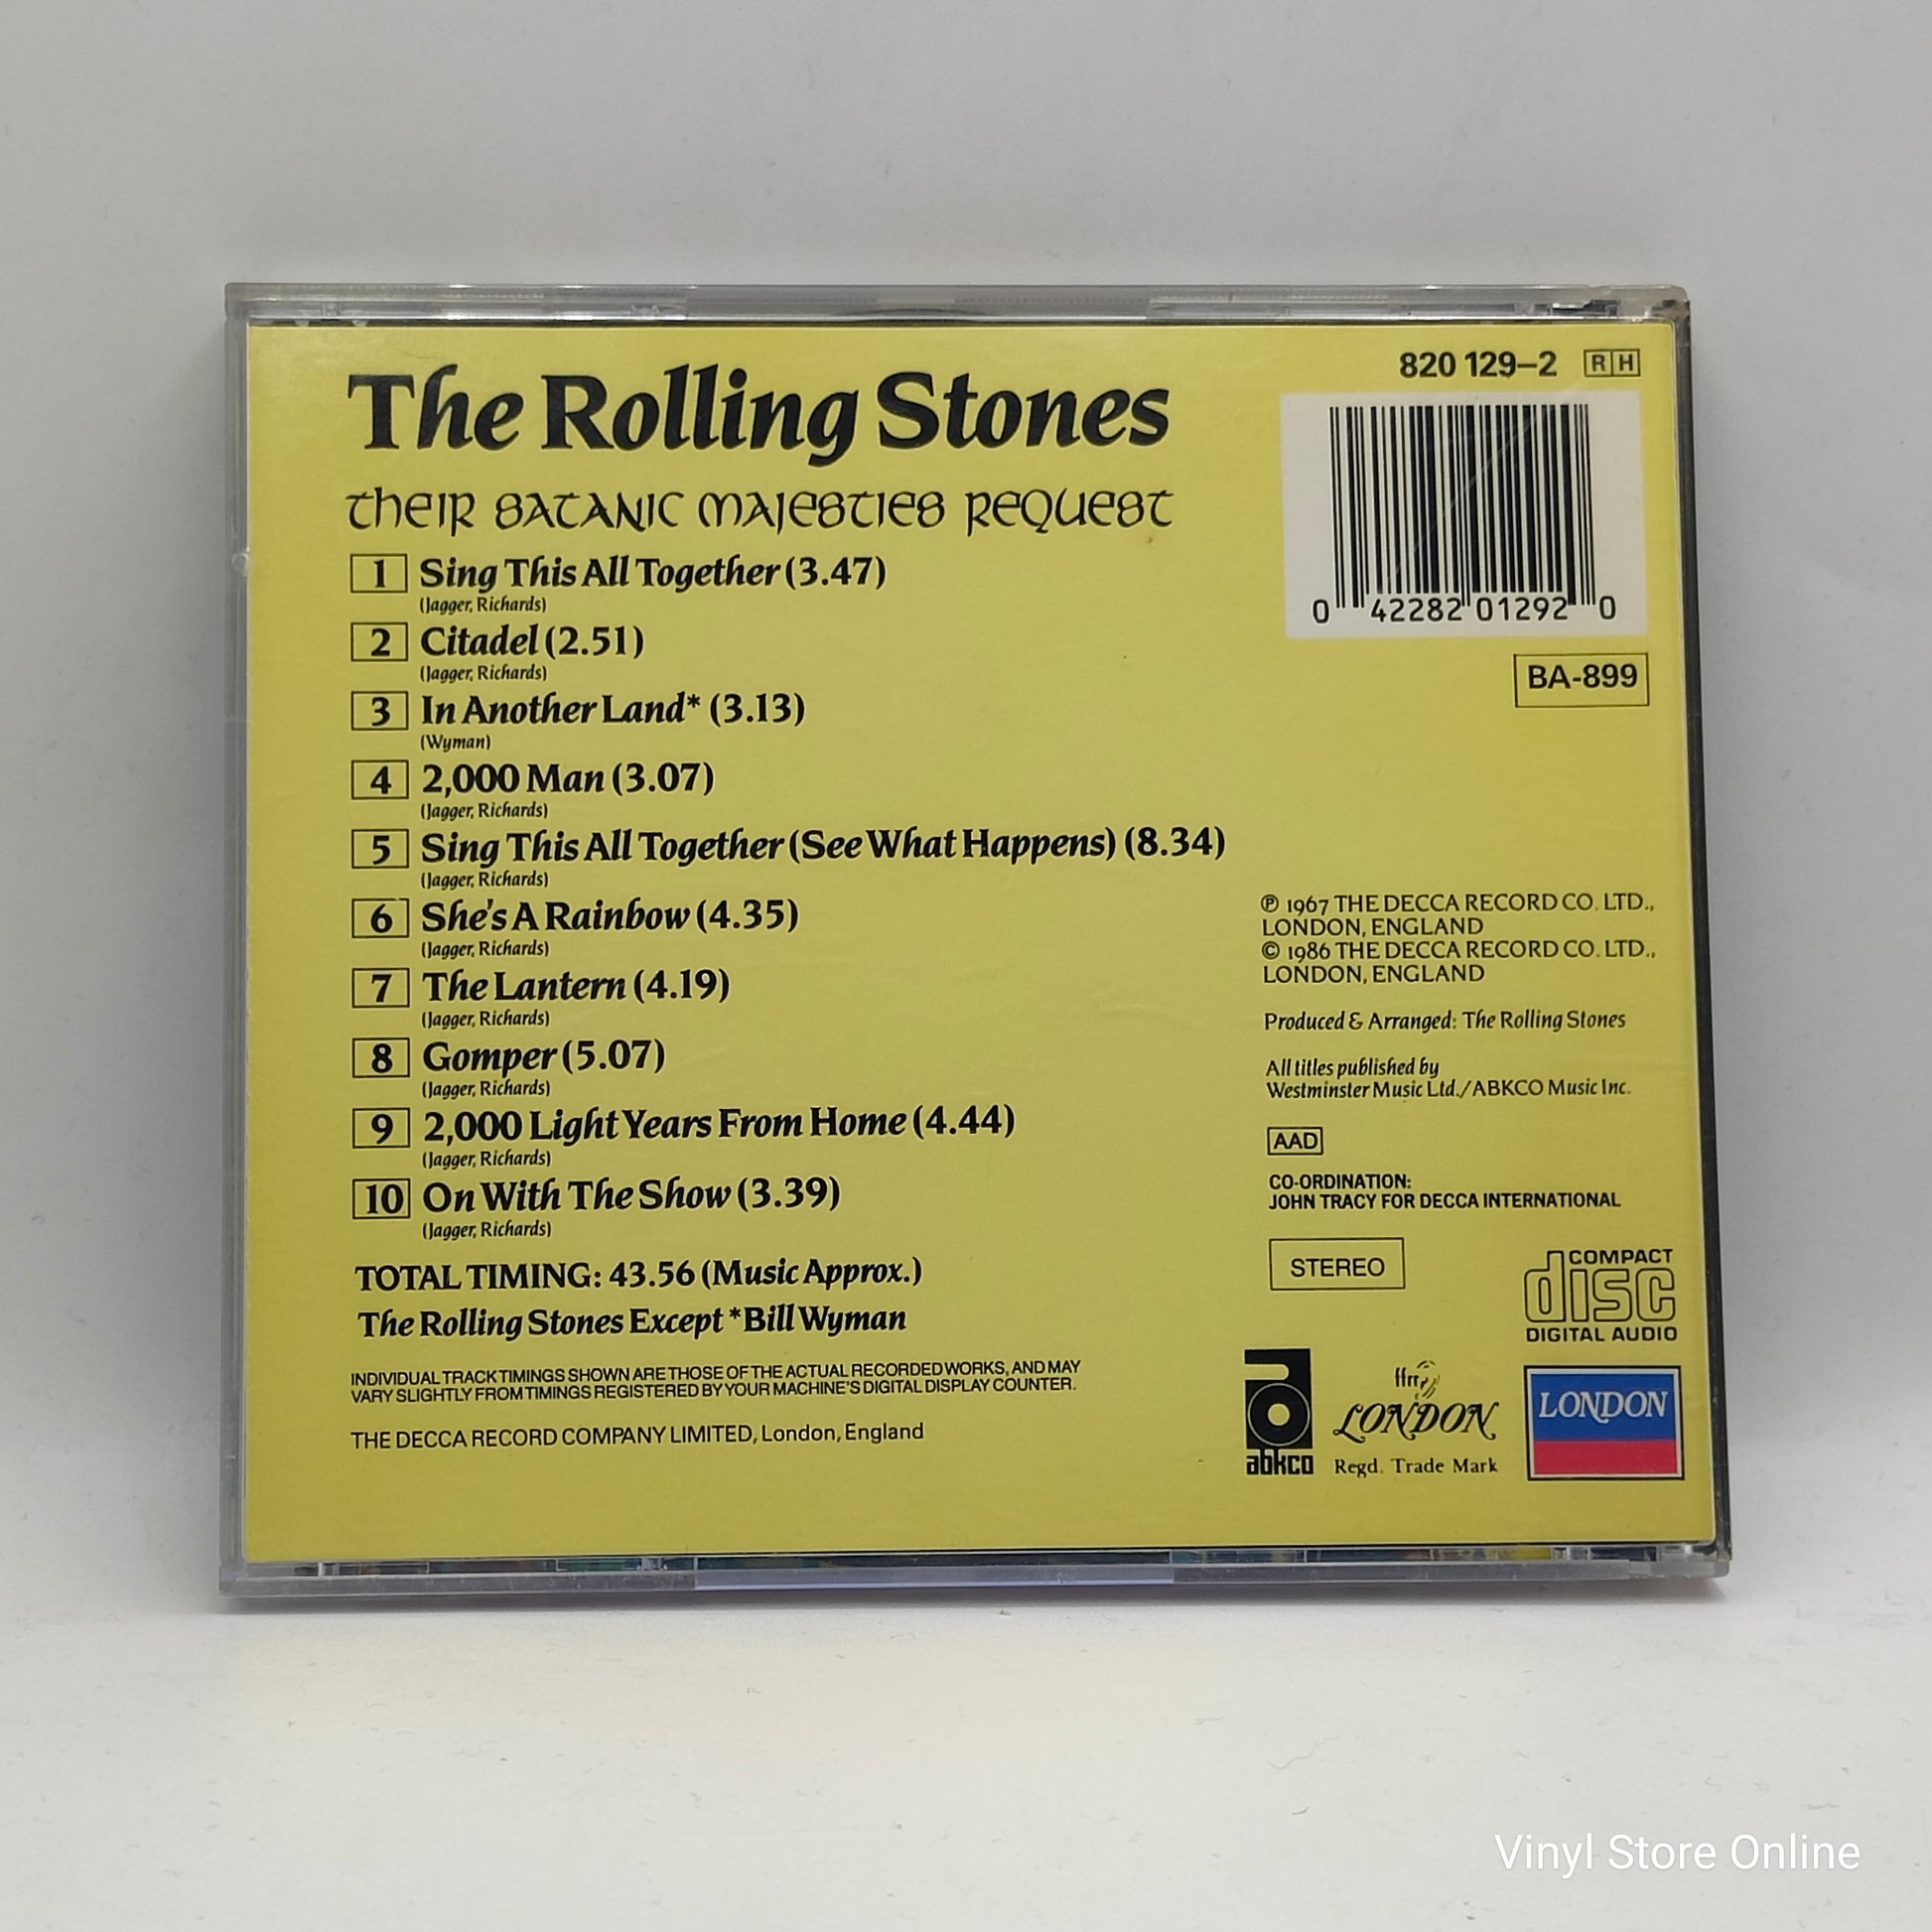 The Rolling Stones
Their Satanic Majesties Request
1 Sing This All Together (3.47)
(Jagger, Richards)
2 Citadel (2.51)
(Jagger, Richards)
3 In Another Land* (3.13)
(Wyman)
4 2,000 Man (3.07)
(Jagger, Richards)
5 Sing This All Together (See What Happens) (8.34)
(Jagger, Richards)
6 She's A Rainbow (4.35)
(Jagger, Richards)
7 The Lantern (4.19)
(Jagger, Richards)
8 Gomper (5.07)
(Jagger, Richards)
9 2,000 Light Years From Home (4.44)
(Jagger, Richards)
10 On With The Show (3.39)
(Jagger, Richards)
TOTAL TIMING: 43.56 (Music Approx.)
The Rolling Stones Except *Bill Wyman
INDIVIDUAL TRACK TIMINGS SHOWN ARE THOSE OF THE ACTUAL RECORDED WORKS, AND MAY
VARY SLIGHTLY FROM TIMINGS REGISTERED BY YOUR MACHINE'S DIGITAL DISPLAY COUNTER.
THE DECCA RECORD COMPANY LIMITED, London, England
820 129–2 R H
0 42282 01292 0
BA-899
℗ 1967 THE DECCA RECORD CO. LTD.,
LONDON, ENGLAND
© 1986 THE DECCA RECORD CO. LTD.,
LONDON, ENGLAND
Produced & Arranged: The Rolling Stones
All titles published by
Westminster Music Ltd./ABKCO Music Inc.
AAD
CO-ORDINATION:
JOHN TRACY FOR DECCA INTERNATIONAL
STEREO
COMPACT
disc
DIGITAL AUDIO
abkco
ffrr
LONDON
Regd. Trade Mark
LONDON
Vinyl Store Online